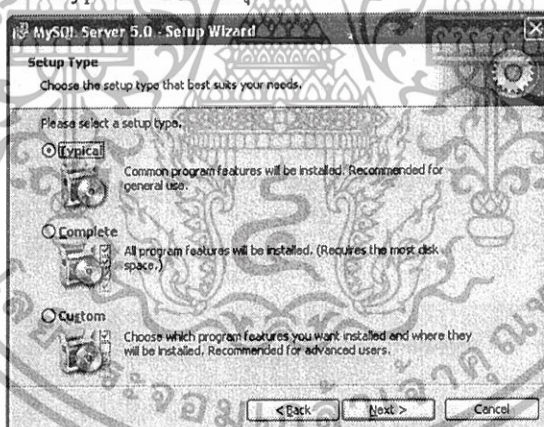 MySQL Server 5.0 - Setup Wizard
Setup Type
Choose the setup type that best suits your needs.
Please select a setup type.
Typical
Common program features will be installed. Recommended for
general use.
Complete
All program features will be installed. (Requires the most disk
space.)
Custom
Choose which program features you want installed and where they
will be installed. Recommended for advanced users.
< Back
Next >
Cancel